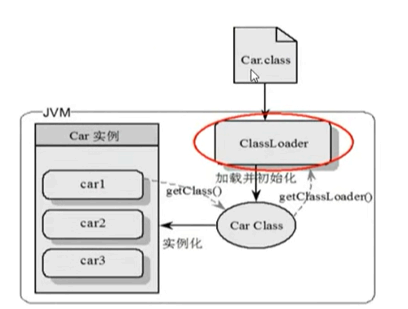 Car.class
JVM
Car 实例
ClassLoader
加载并初始化
car1
getClass()
getClassLoader()
car2
Car Class
实例化
car3